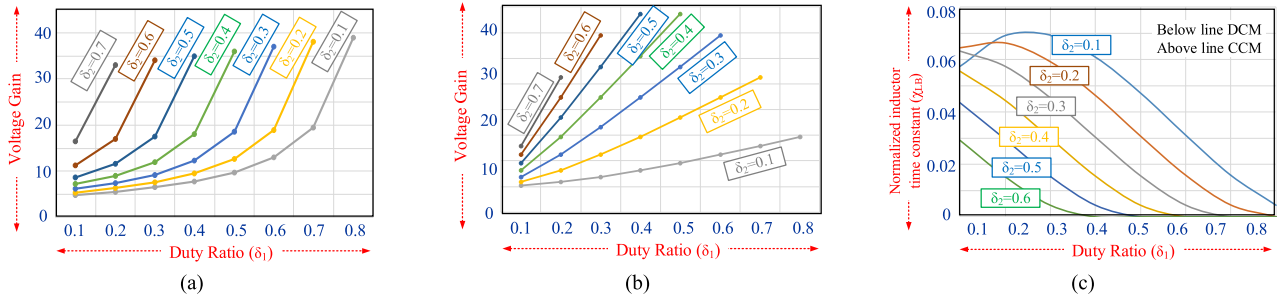 Voltage Gain
40
30
20
10
0
δ2=0.7
δ2=0.6
δ2=0.5
δ2=0.4
δ2=0.3
δ2=0.2
δ2=0.1
0.1 0.2 0.3 0.4 0.5 0.6 0.7 0.8
Duty Ratio (δ1)
(a)
Voltage Gain
40
30
20
10
0
δ2=0.7
δ2=0.6
δ2=0.5
δ2=0.4
δ2=0.3
δ2=0.2
δ2=0.1
0.1 0.2 0.3 0.4 0.5 0.6 0.7 0.8
Duty Ratio (δ1)
(b)
Normalized inductor
time constant (χLB)
0.08
0.06
0.04
0.02
0
Below line DCM
Above line CCM
δ2=0.1
δ2=0.2
δ2=0.3
δ2=0.4
δ2=0.5
δ2=0.6
0.1 0.2 0.3 0.4 0.5 0.6 0.7 0.8
Duty Ratio (δ1)
(c)